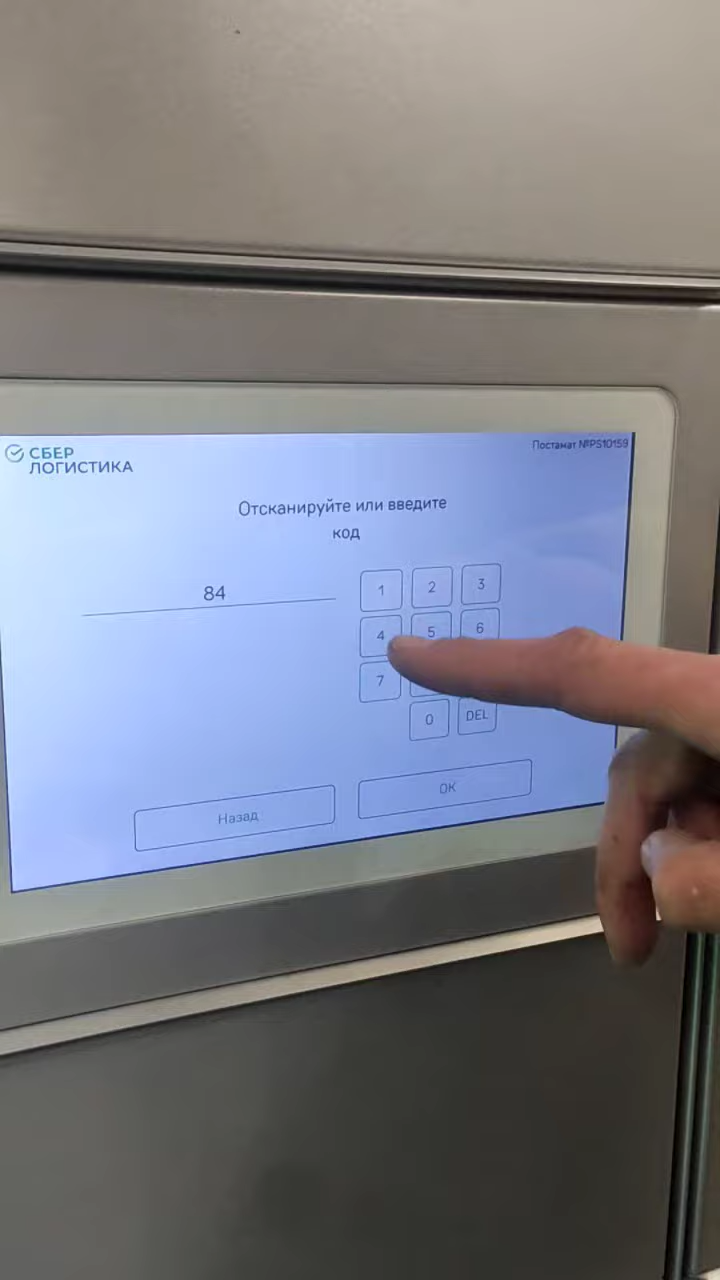 СБЕР
ЛОГИСТИКА
Постамат №PS10159
Отсканируйте или введите
код
84
1 2 3
4 5 6
7
0 DEL
Назад
ОК